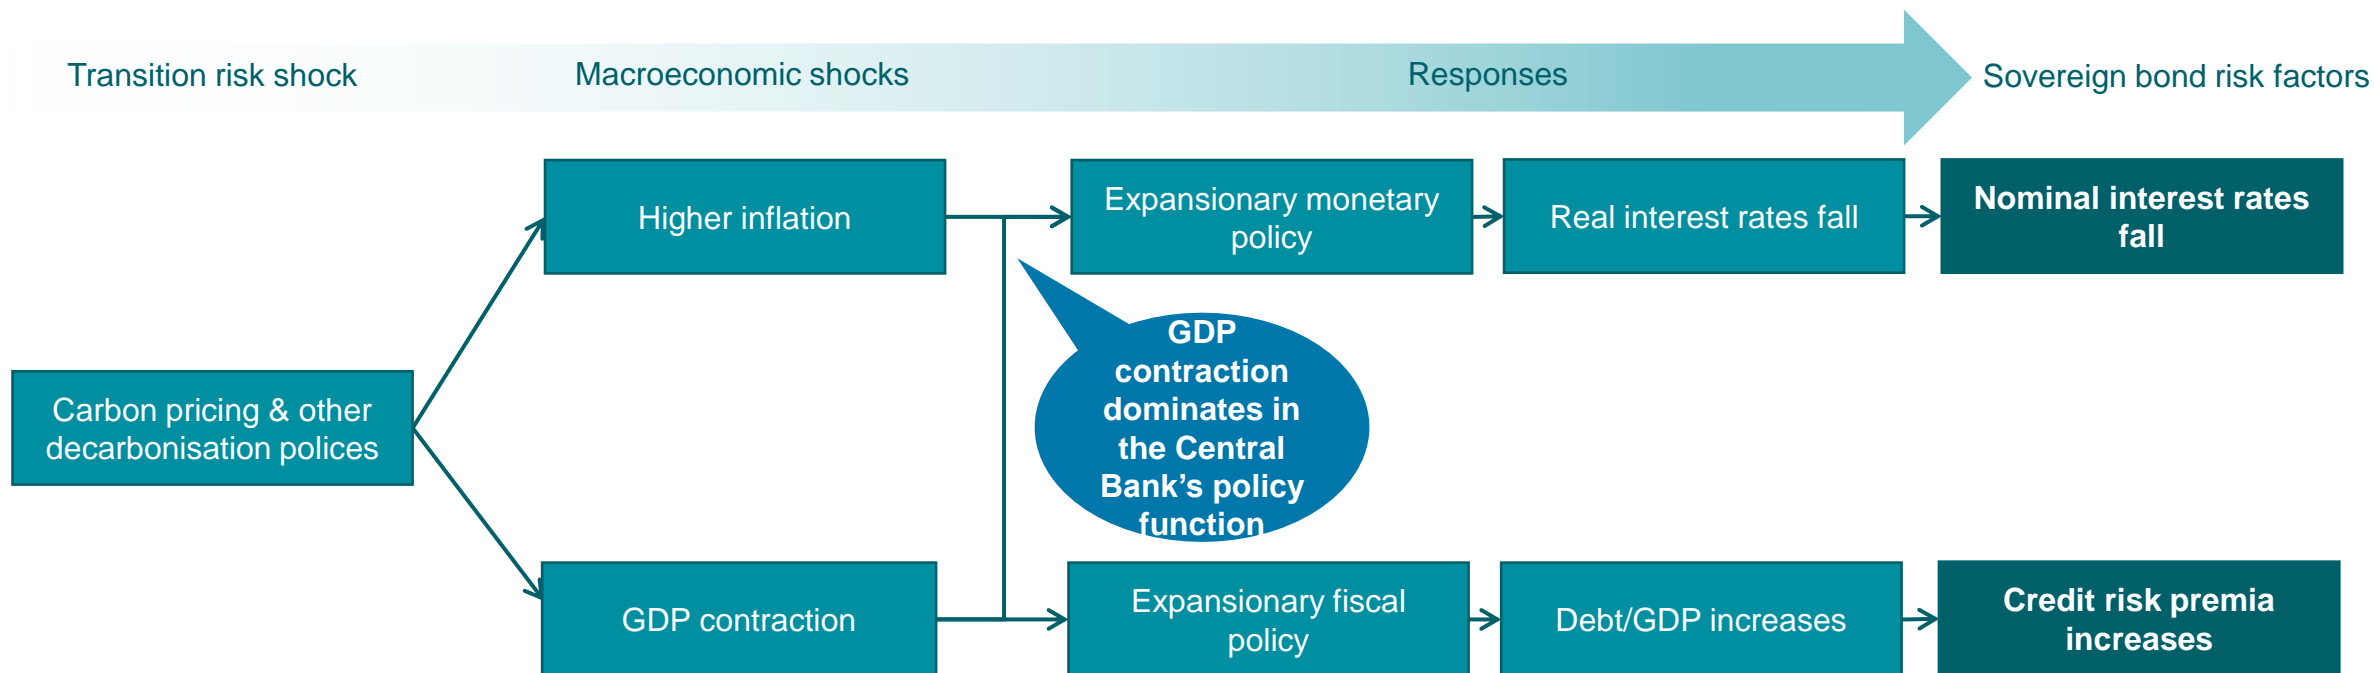 Transition risk shock
Macroeconomic shocks
Responses
Sovereign bond risk factors
Higher inflation
Expansionary monetary
policy
Real interest rates fall
Nominal interest rates
fall
GDP
contraction
dominates in
the Central
Bank’s policy
function
Carbon pricing & other
decarbonisation polices
GDP contraction
Expansionary fiscal
policy
Debt/GDP increases
Credit risk premia
increases